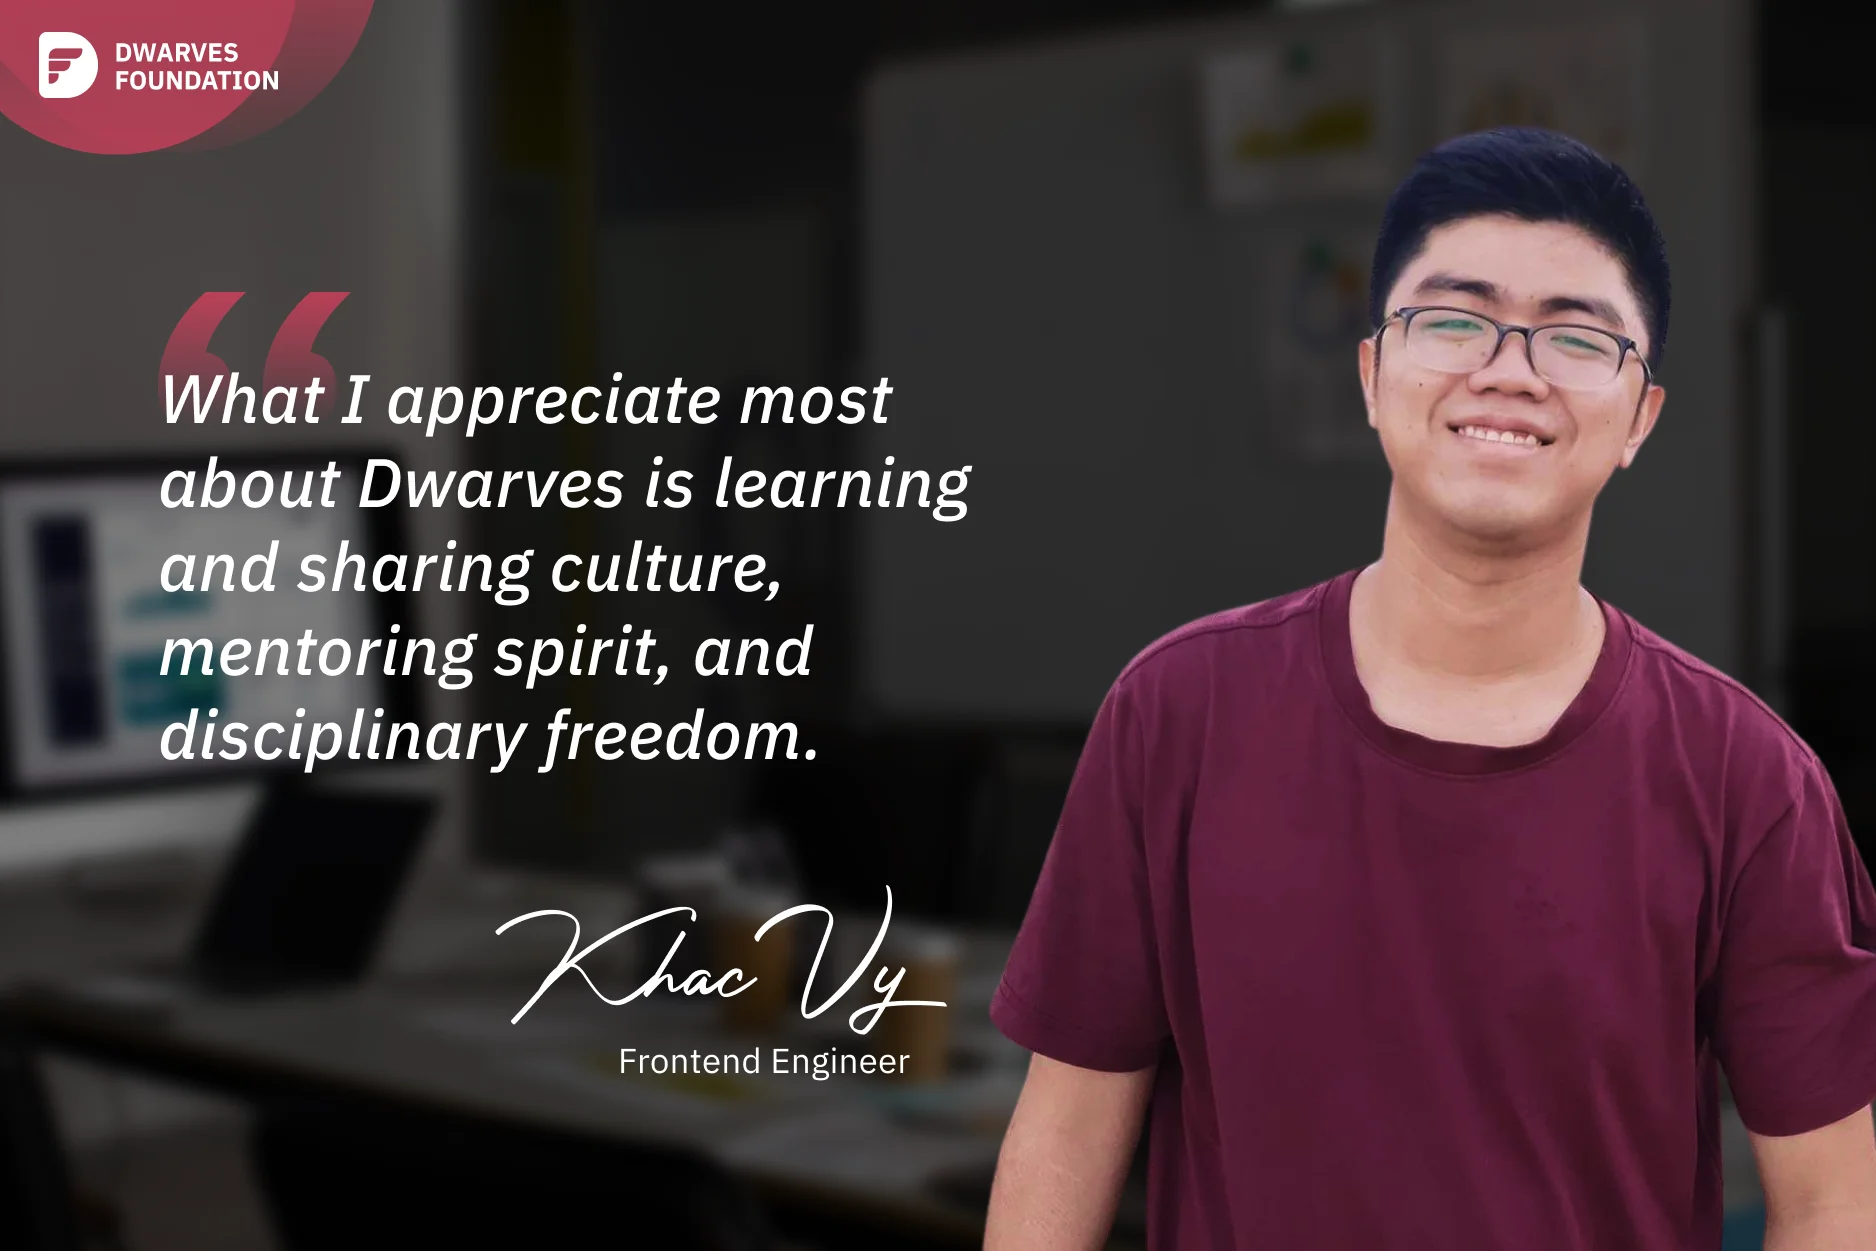 DWARVES
FOUNDATION
“
What I appreciate most
about Dwarves is learning
and sharing culture,
mentoring spirit, and
disciplinary freedom.
Khac Vy
Frontend Engineer